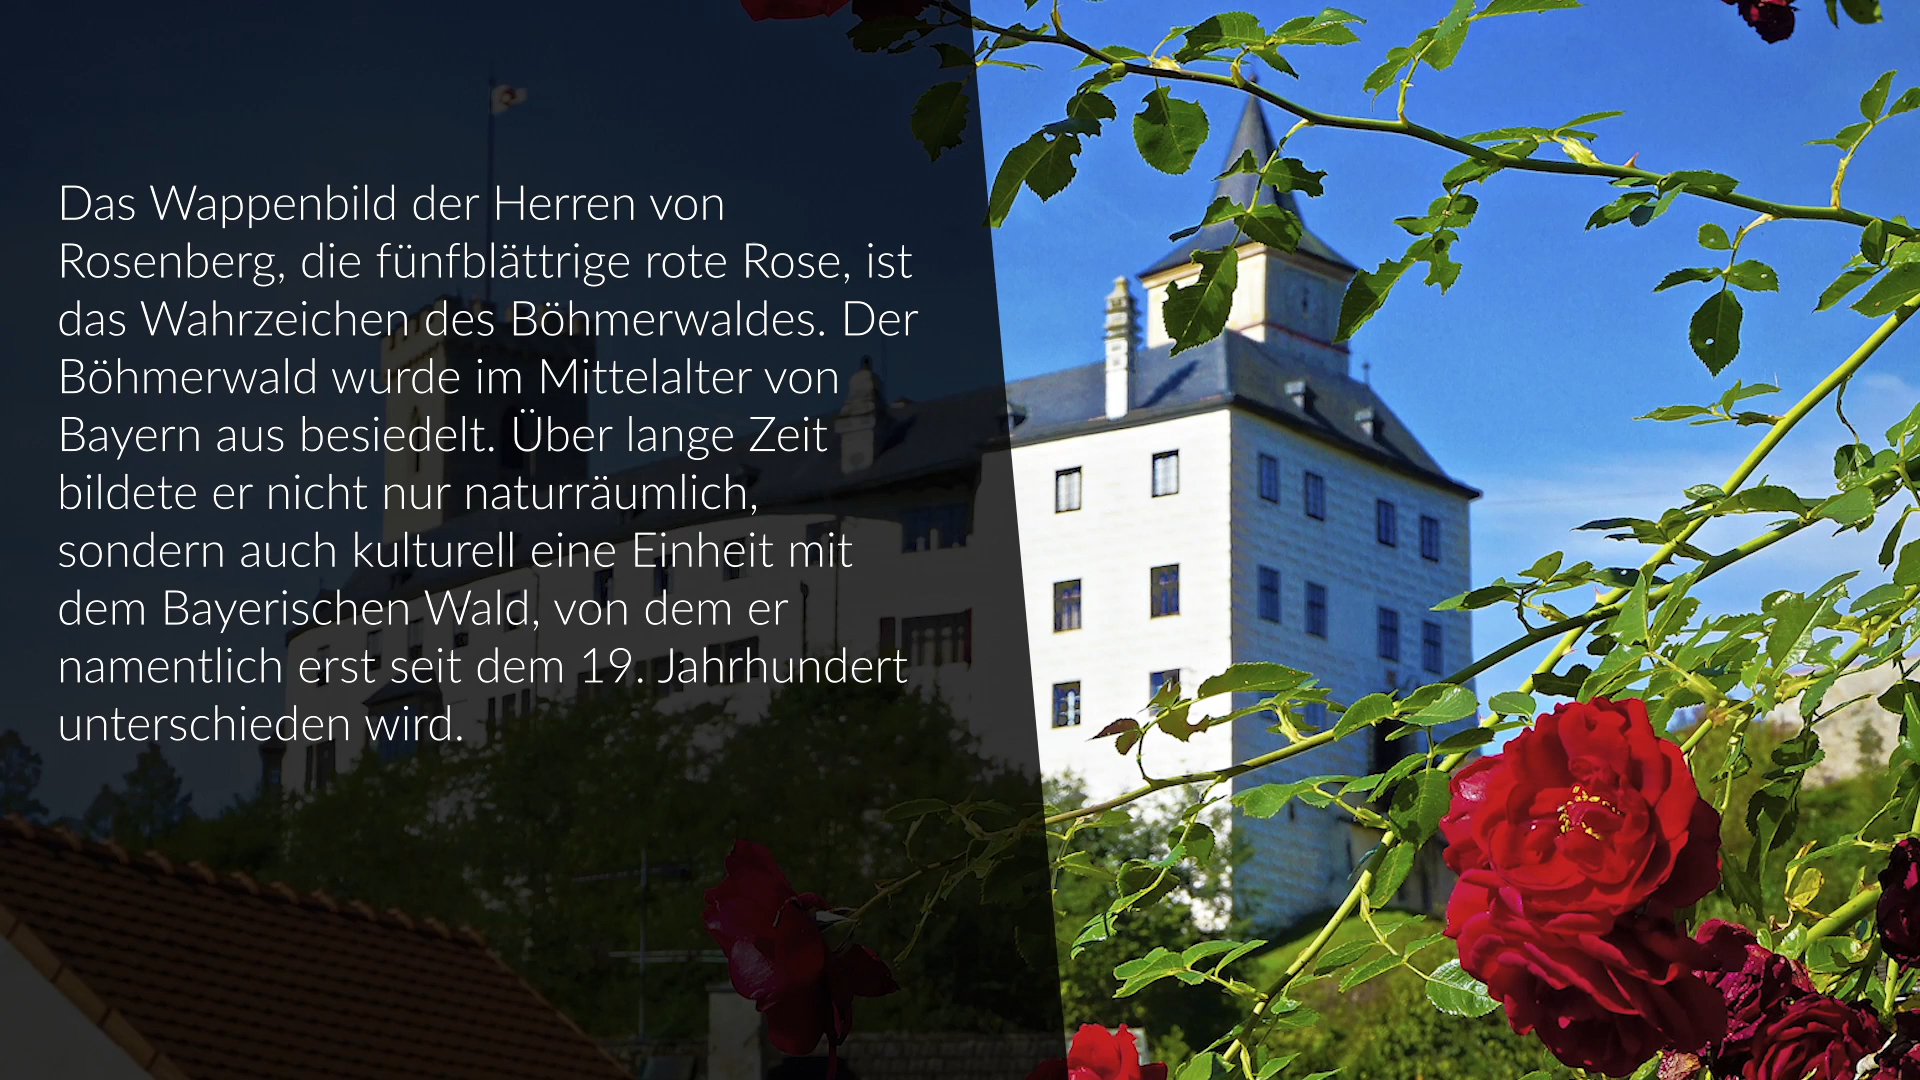 Das Wappenbild der Herren von
Rosenberg, die fünfblättrige rote Rose, ist
das Wahrzeichen des Böhmerwaldes. Der
Böhmerwald wurde im Mittelalter von
Bayern aus besiedelt. Über lange Zeit
bildete er nicht nur naturräumlich,
sondern auch kulturell eine Einheit mit
dem Bayerischen Wald, von dem er
namentlich erst seit dem 19. Jahrhundert
unterschieden wird.